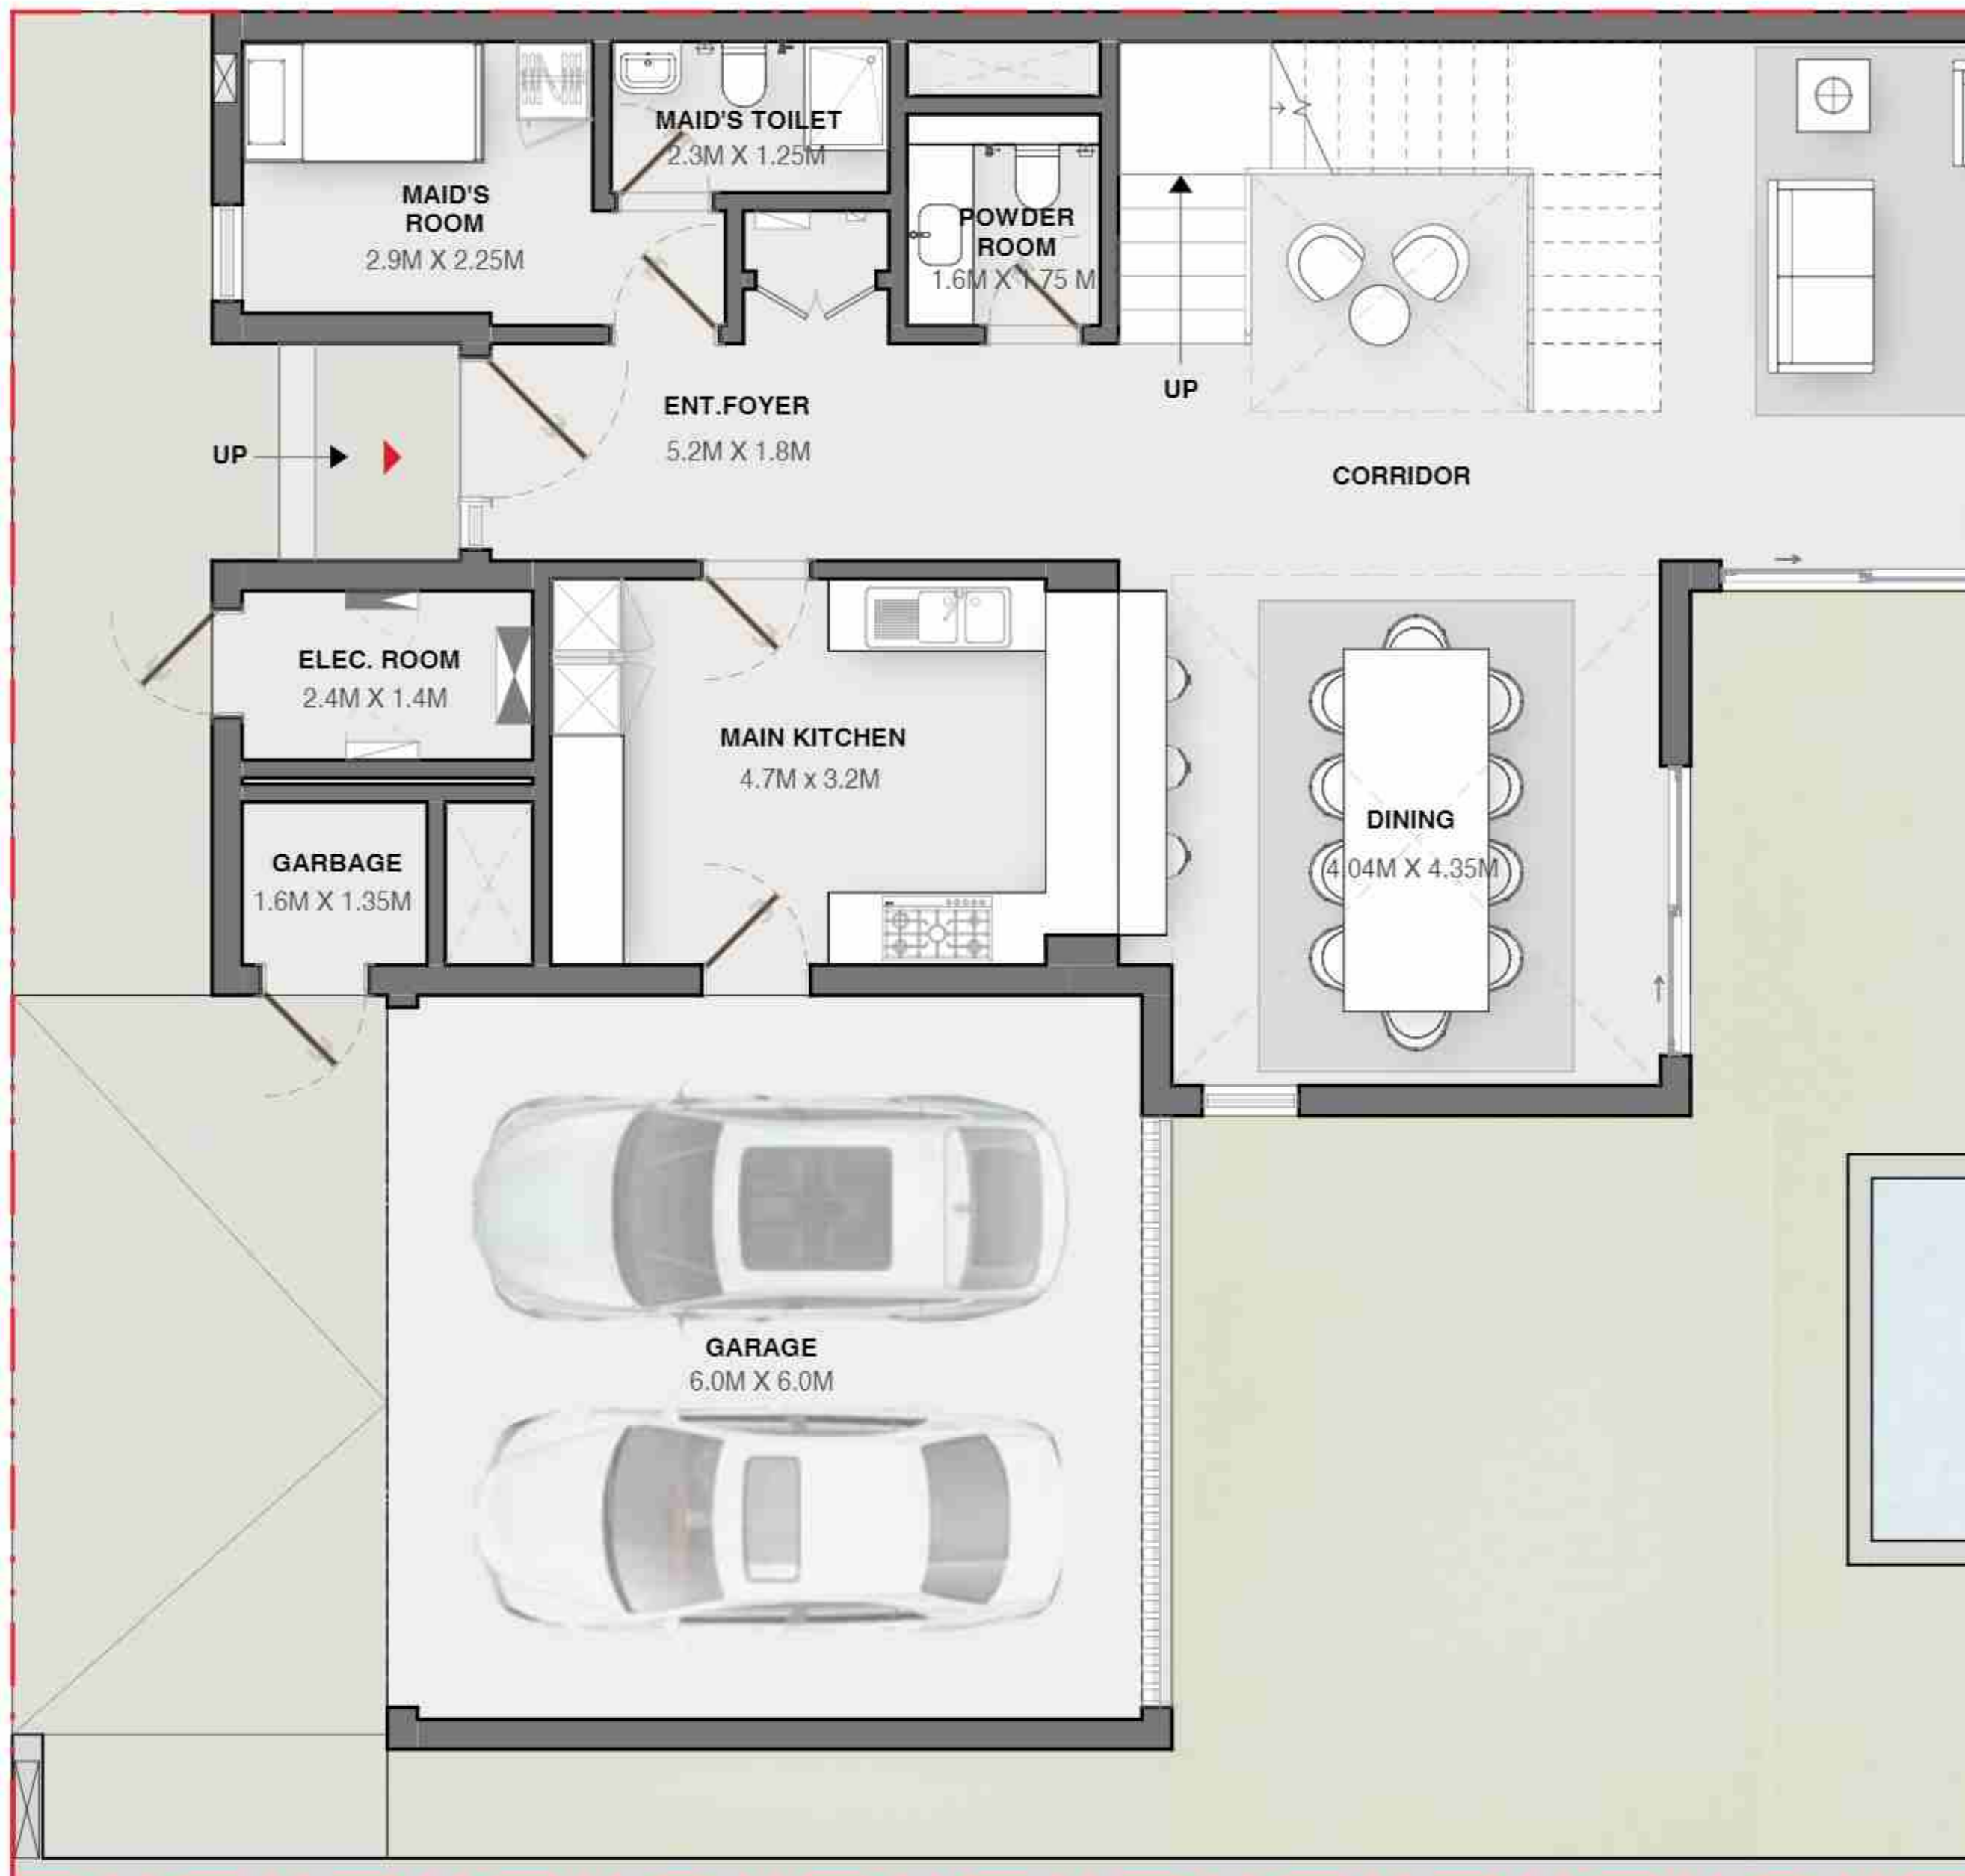 MAID'S TOILET
2.3M X 1.25M
MAID'S
ROOM
2.9M X 2.25M
POWDER
ROOM
1.6M X 1.75 M
UP
ENT.FOYER
5.2M X 1.8M
UP
CORRIDOR
ELEC. ROOM
2.4M X 1.4M
MAIN KITCHEN
4.7M x 3.2M
DINING
4.04M X 4.35M
GARBAGE
1.6M X 1.35M
GARAGE
6.0M X 6.0M